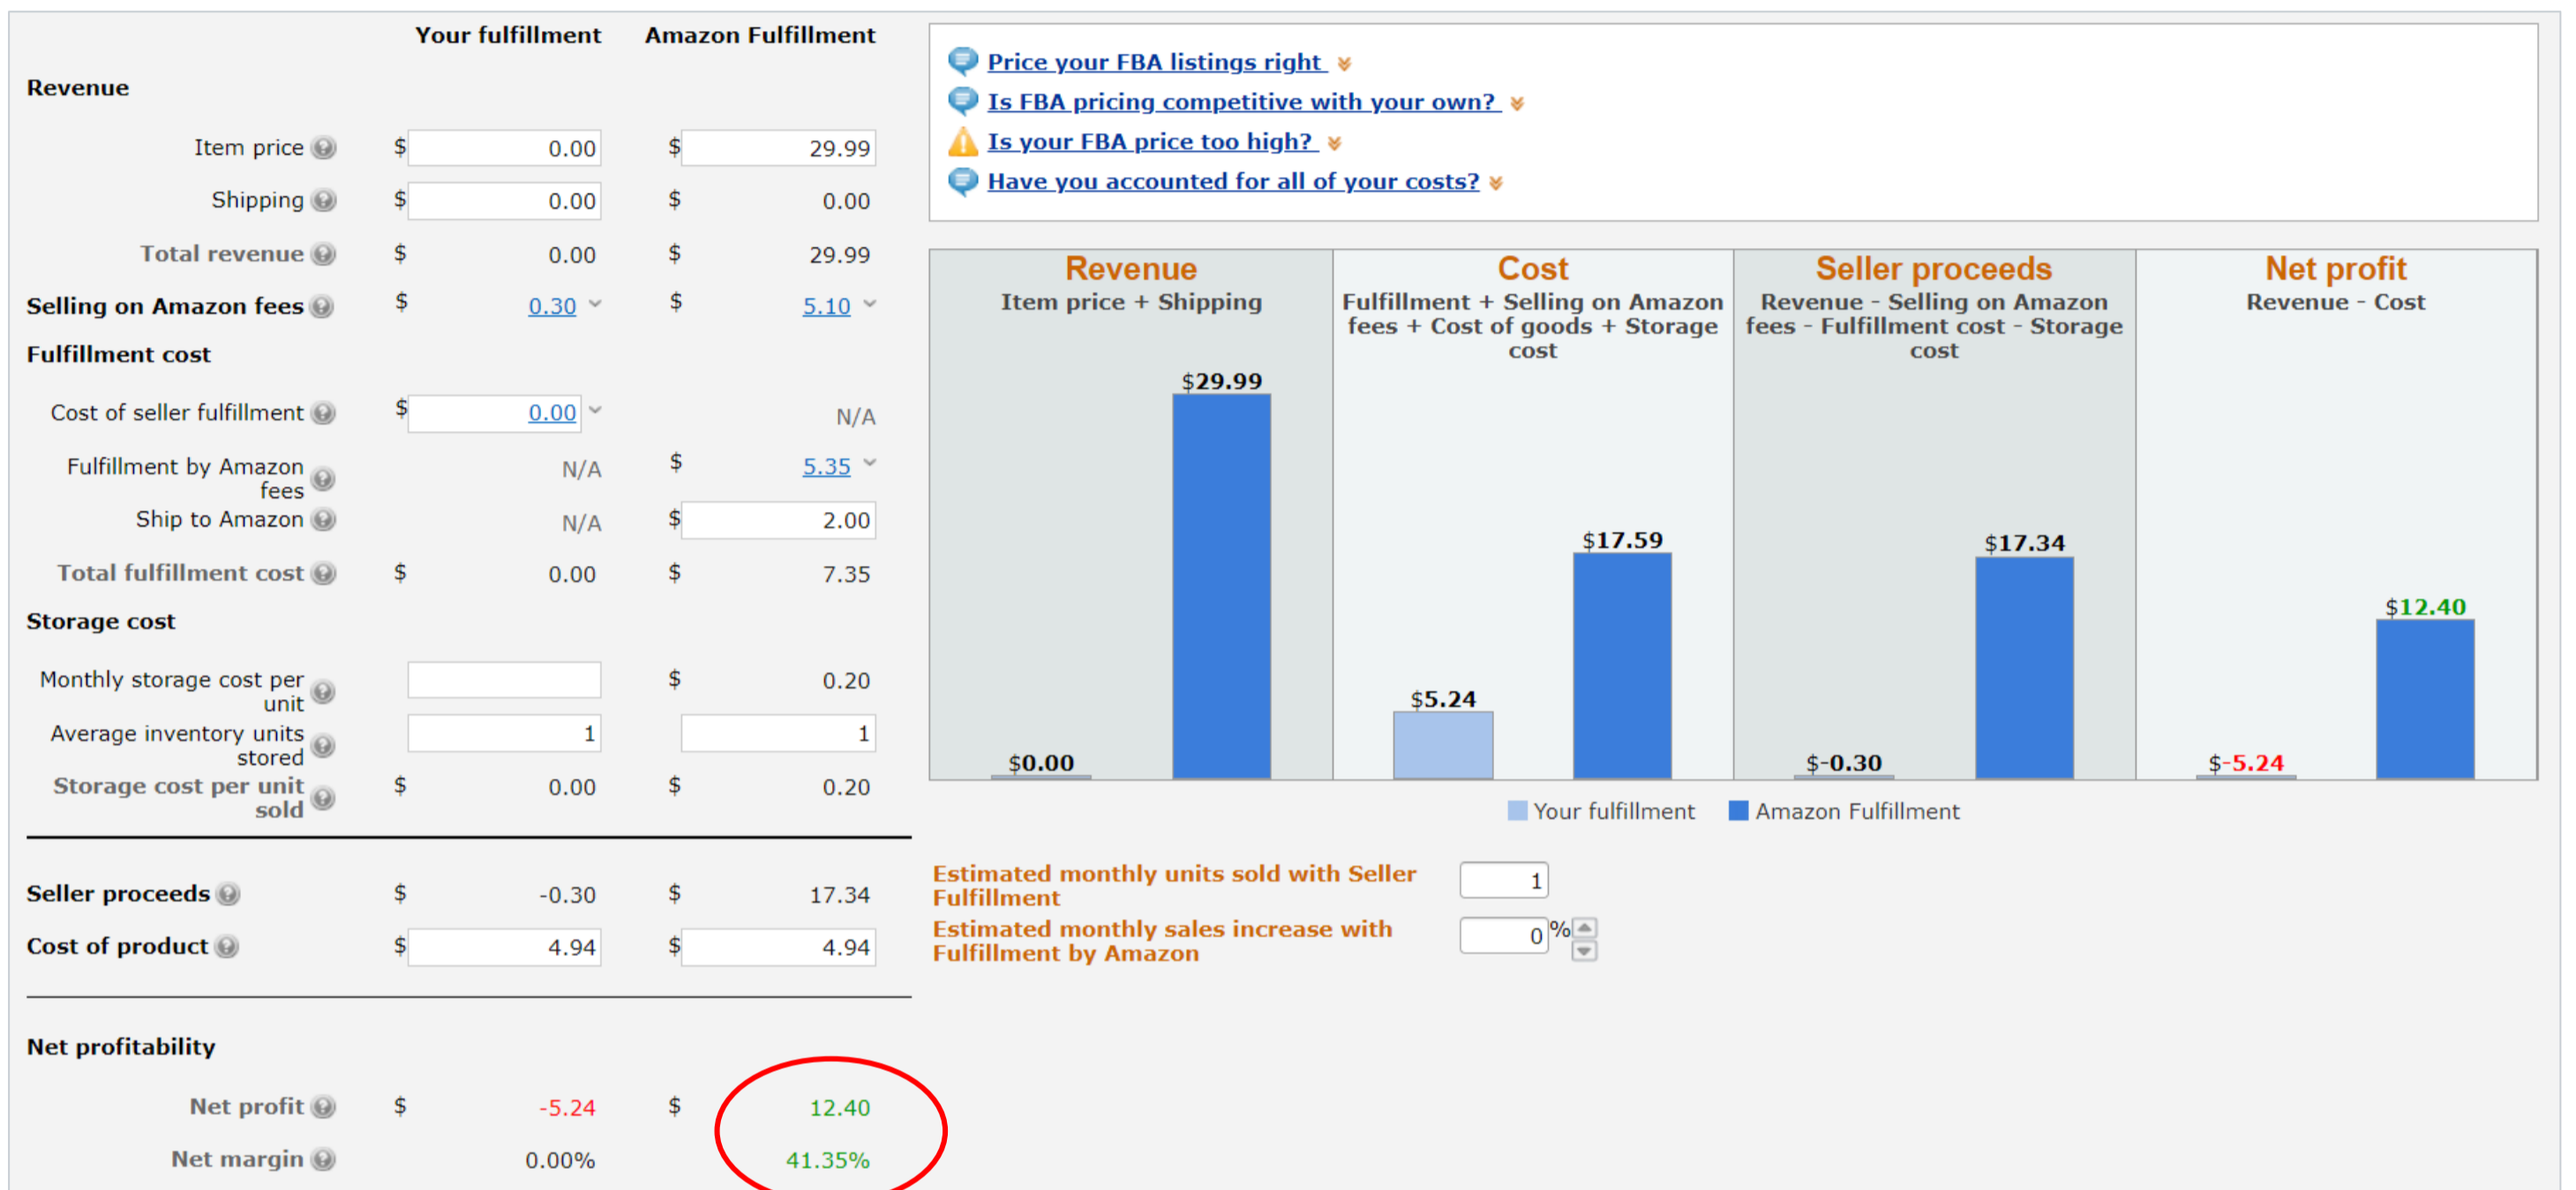 Your fulfillment Amazon Fulfillment
Revenue
Item price $ 0.00 $ 29.99
Shipping $ 0.00 $ 0.00
Total revenue $ 0.00 $ 29.99
Selling on Amazon fees $ 0.30 $ 5.10
Fulfillment cost
Cost of seller fulfillment $ 0.00 N/A
Fulfillment by Amazon
fees N/A $ 5.35
Ship to Amazon N/A $ 2.00
Total fulfillment cost $ 0.00 $ 7.35
Storage cost
Monthly storage cost per
unit $ 0.20
Average inventory units
stored 1 1
Storage cost per unit
sold $ 0.00 $ 0.20
Seller proceeds $ -0.30 $ 17.34
Cost of product $ 4.94 $ 4.94
Net profitability
Net profit $ -5.24 $ 12.40
Net margin 0.00% 41.35%
Price your FBA listings right
Is FBA pricing competitive with your own?
Is your FBA price too high?
Have you accounted for all of your costs?
Revenue
Item price + Shipping
$29.99
$0.00
Cost
Fulfillment + Selling on Amazon
fees + Cost of goods + Storage
cost
$17.59
$5.24
Seller proceeds
Revenue - Selling on Amazon
fees - Fulfillment cost - Storage
cost
$17.34
$-0.30
Net profit
Revenue - Cost
$12.40
$-5.24
Your fulfillment Amazon Fulfillment
Estimated monthly units sold with Seller
Fulfillment 1
Estimated monthly sales increase with
Fulfillment by Amazon 0 %